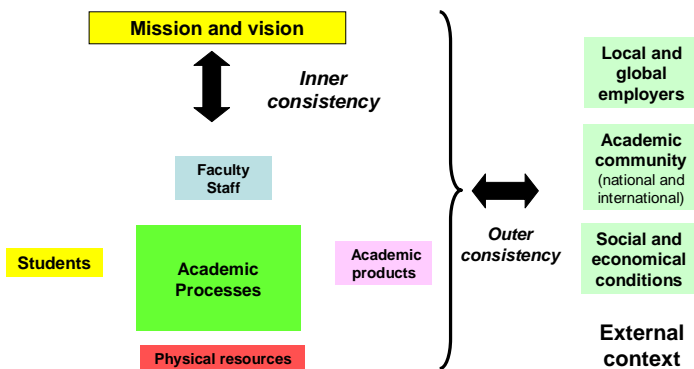 Mission and vision
Inner
consistency
Faculty
Staff
Students
Academic
Processes
Academic
products
Physical resources
Outer
consistency
Local and
global
employers
Academic
community
(national and
international)
Social and
economical
conditions
External
context